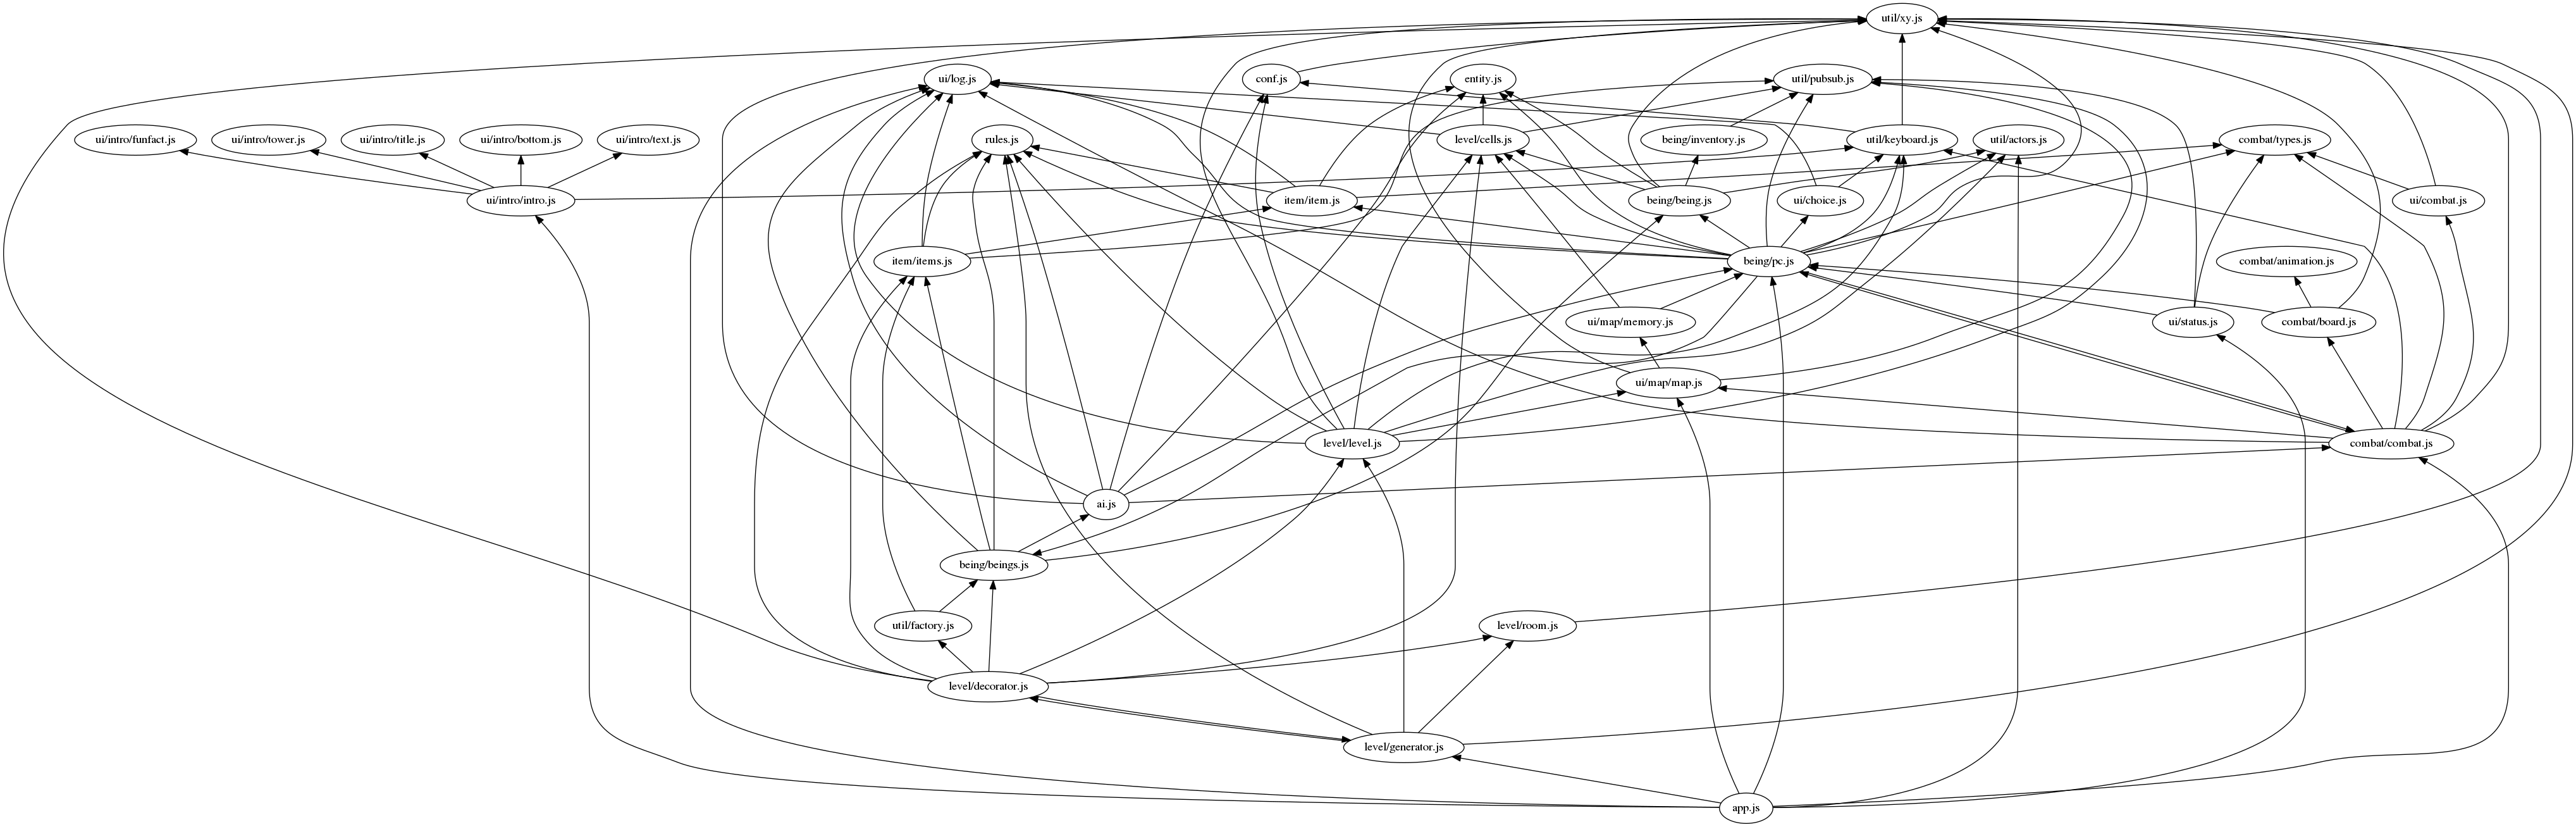 util/xy.js
ui/log.js
conf.js
entity.js
util/pubsub.js
ui/intro/funfact.js
ui/intro/tower.js
ui/intro/title.js
ui/intro/bottom.js
ui/intro/text.js
rules.js
level/cells.js
being/inventory.js
util/keyboard.js
util/actors.js
combat/types.js
ui/intro/intro.js
item/item.js
being/being.js
ui/choice.js
ui/combat.js
item/items.js
being/pc.js
combat/animation.js
ui/map/memory.js
ui/status.js
combat/board.js
ui/map/map.js
level/level.js
combat/combat.js
ai.js
being/beings.js
util/factory.js
level/room.js
level/decorator.js
level/generator.js
app.js